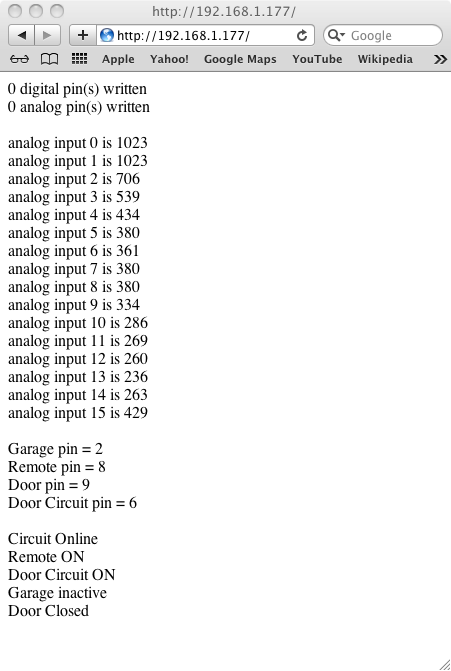 http://192.168.1.177/
http://192.168.1.177/
Google
Apple Yahoo! Google Maps YouTube Wikipedia
0 digital pin(s) written
0 analog pin(s) written
analog input 0 is 1023
analog input 1 is 1023
analog input 2 is 706
analog input 3 is 539
analog input 4 is 434
analog input 5 is 380
analog input 6 is 361
analog input 7 is 380
analog input 8 is 380
analog input 9 is 334
analog input 10 is 286
analog input 11 is 269
analog input 12 is 260
analog input 13 is 236
analog input 14 is 263
analog input 15 is 429
Garage pin = 2
Remote pin = 8
Door pin = 9
Door Circuit pin = 6
Circuit Online
Remote ON
Door Circuit ON
Garage inactive
Door Closed